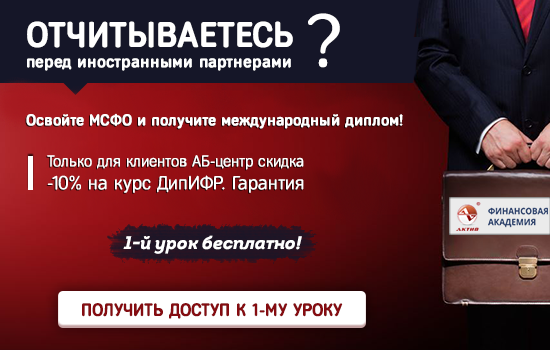 ОТЧИТЫВАЕТЕСЬ ?
перед иностранными партнерами
Освойте МСФО и получите международный диплом!
Только для клиентов АБ-центр скидка
-10% на курс ДипИФР. Гарантия
1-й урок бесплатно!
ПОЛУЧИТЬ ДОСТУП К 1-МУ УРОКУ
®
АКТИВ
ФИНАНСОВАЯ
АКАДЕМИЯ